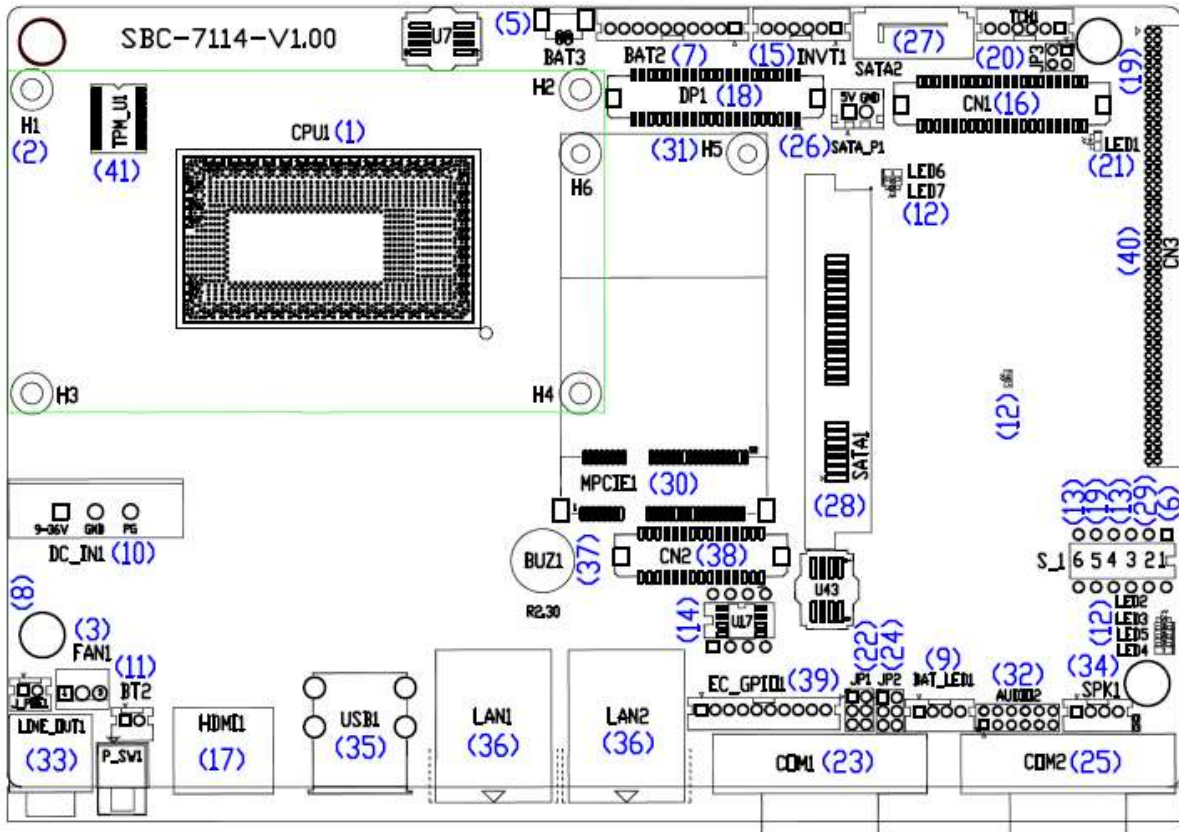 SBC-7114-V1.00
U7
(5)
BAT3
BAT2 (7)
(15) INVT1
(27)
SATA2
TCH1
(20)
JP3
(19)
H1
(2)
TPM_U1
(41)
CPU1 (1)
H2
DP1 (18)
5V GND
CN1 (16)
(31) H5
(26) SATA_P1
LED1
(21)
H6
LED6
LED7
(12)
(40)
CN3
H3
H4
(12)
MPCIE1 (30)
SATA1
(28)
9-36V GND PG
DC_IN1 (10)
BUZ1
(37)
CN2 (38)
R2.30
U43
(13) (19) (13) (29) (6)
S_1 6 5 4 3 2 1
(8)
(3)
FAN1
(11)
BT2
(14)
U17
(22)
(24)
(12)
LED2
LED3
LED5
LED4
EC_GPIO1 (39)
JP1 JP2
(9)
BAT_LED1
(32)
AUDIO2
(34)
SPK1
LINE_OUT1
(33)
P_SW1
HDMI1
(17)
USB1
(35)
LAN1
(36)
LAN2
(36)
COM1 (23)
COM2 (25)